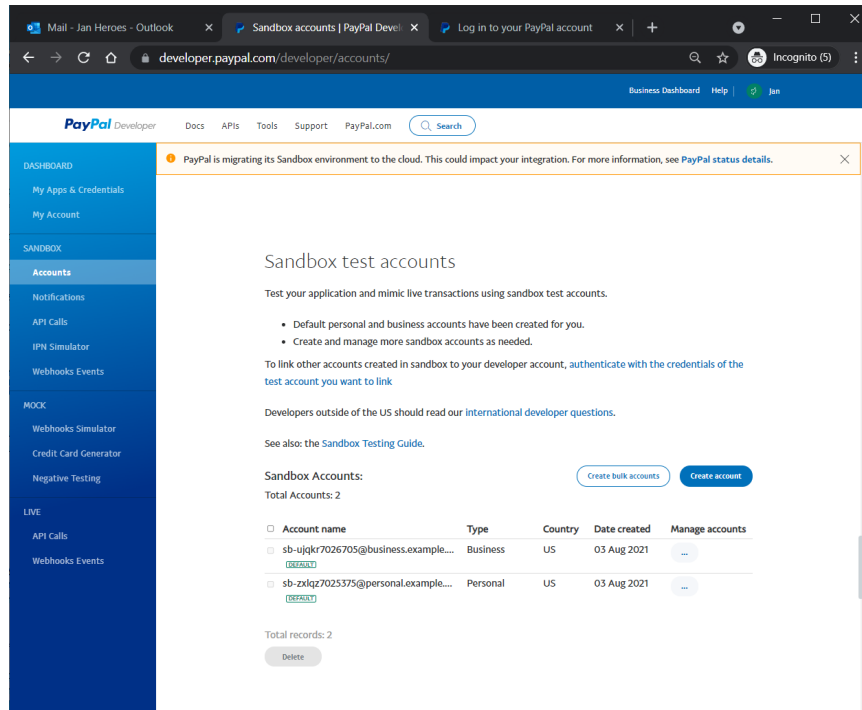 Mail - Jan Heroes - Outlook
Sandbox accounts | PayPal Devel
Log in to your PayPal account
developer.paypal.com/developer/accounts/
Incognito (5)
Business Dashboard Help | Jan
PayPal Developer Docs APIs Tools Support PayPal.com Search
PayPal is migrating its Sandbox environment to the cloud. This could impact your integration. For more information, see PayPal status details.
DASHBOARD
My Apps & Credentials
My Account
SANDBOX
Accounts
Notifications
API Calls
IPN Simulator
Webhooks Events
MOCK
Webhooks Simulator
Credit Card Generator
Negative Testing
LIVE
API Calls
Webhooks Events
Sandbox test accounts
Test your application and mimic live transactions using sandbox test accounts.
• Default personal and business accounts have been created for you.
• Create and manage more sandbox accounts as needed.
To link other accounts created in sandbox to your developer account, authenticate with the credentials of the
test account you want to link
Developers outside of the US should read our international developer questions.
See also: the Sandbox Testing Guide.
Sandbox Accounts: Create bulk accounts Create account
Total Accounts: 2
Account name Type Country Date created Manage accounts
sb-ujqkr7026705@business.example.... Business US 03 Aug 2021 ...
DEFAULT
sb-zxlqz7025375@personal.example.... Personal US 03 Aug 2021 ...
DEFAULT
Total records: 2
Delete